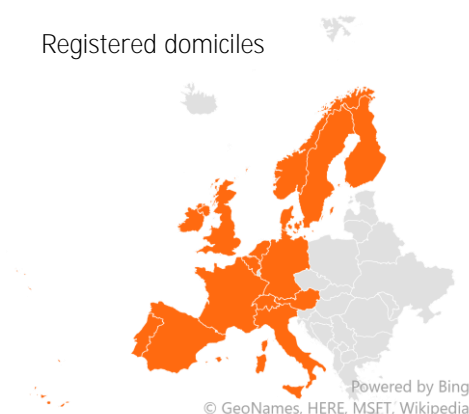 Registered domiciles
Powered by Bing
© GeoNames, HERE, MSFT, Wikipedia